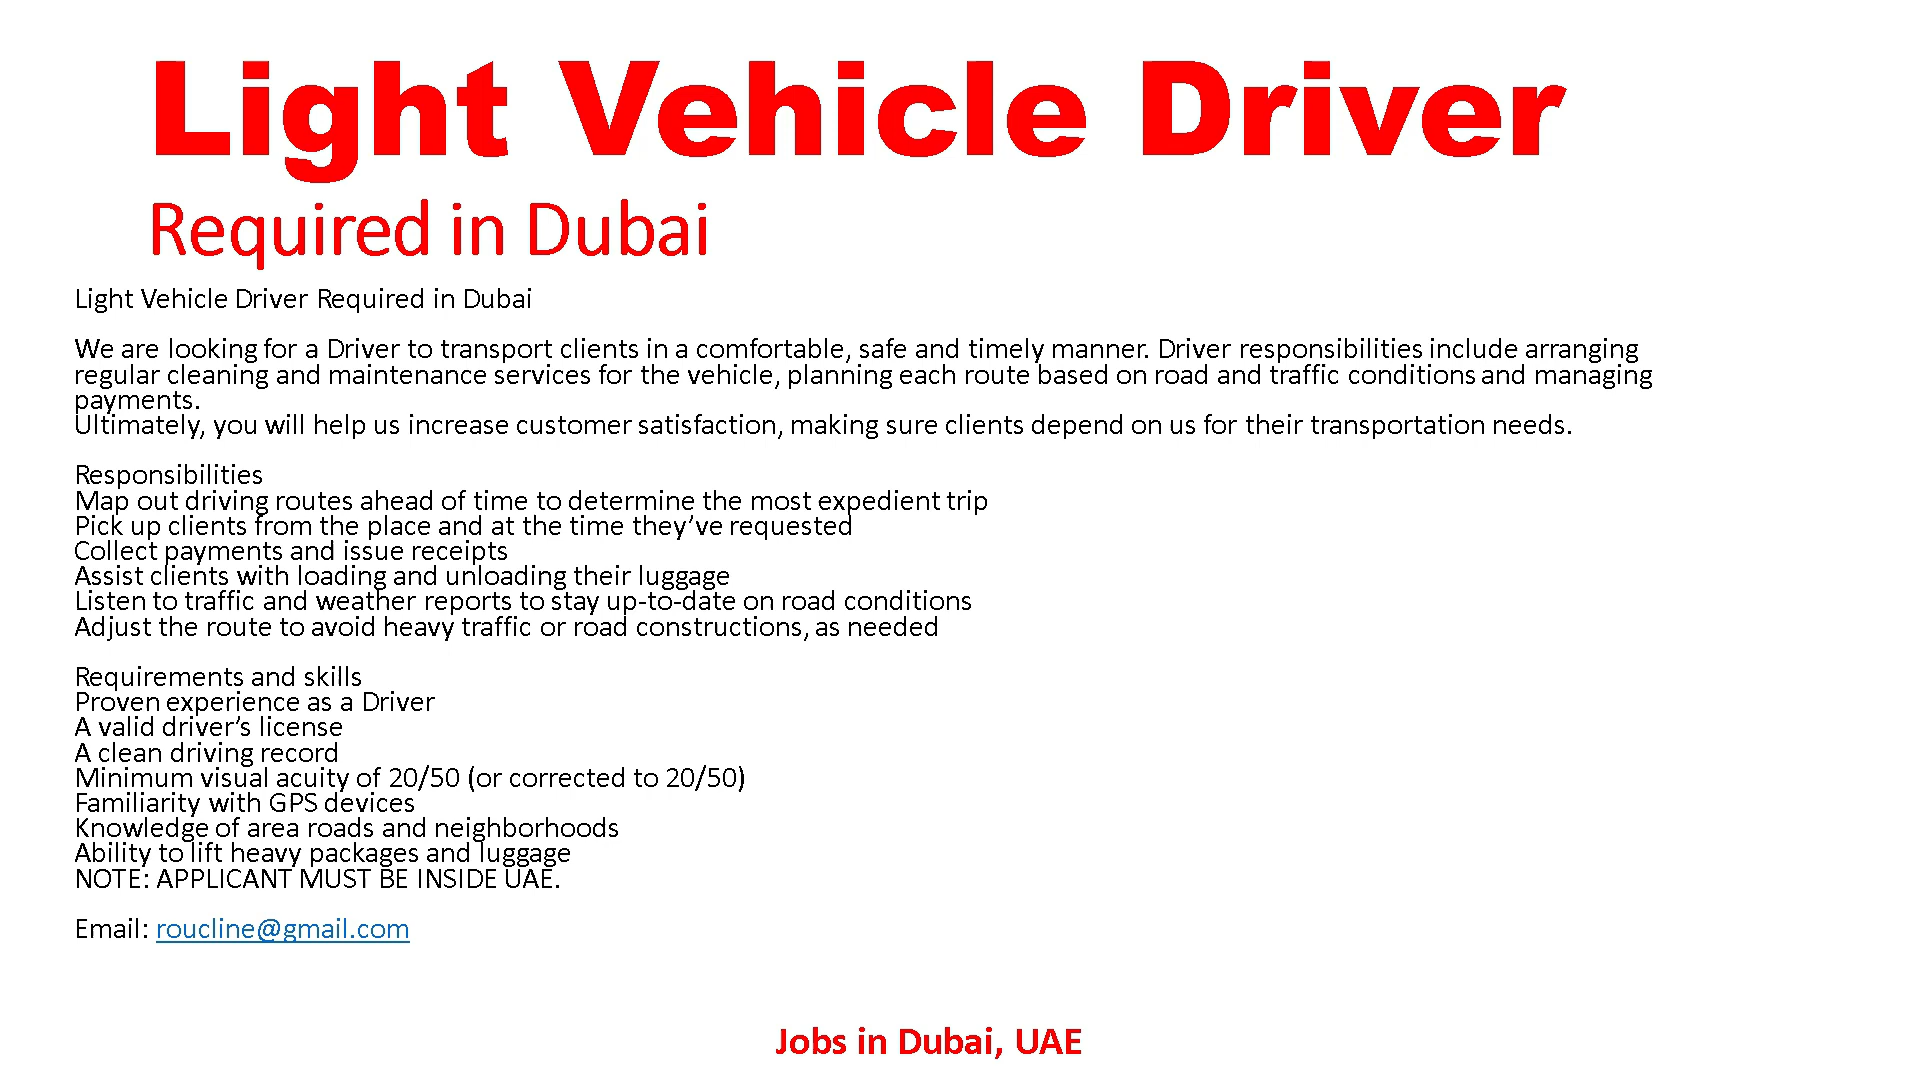 Light Vehicle Driver
Required in Dubai
Light Vehicle Driver Required in Dubai
We are looking for a Driver to transport clients in a comfortable, safe and timely manner. Driver responsibilities include arranging
regular cleaning and maintenance services for the vehicle, planning each route based on road and traffic conditions and managing
payments.
Ultimately, you will help us increase customer satisfaction, making sure clients depend on us for their transportation needs.
Responsibilities
Map out driving routes ahead of time to determine the most expedient trip
Pick up clients from the place and at the time they’ve requested
Collect payments and issue receipts
Assist clients with loading and unloading their luggage
Listen to traffic and weather reports to stay up-to-date on road conditions
Adjust the route to avoid heavy traffic or road constructions, as needed
Requirements and skills
Proven experience as a Driver
A valid driver’s license
A clean driving record
Minimum visual acuity of 20/50 (or corrected to 20/50)
Familiarity with GPS devices
Knowledge of area roads and neighborhoods
Ability to lift heavy packages and luggage
NOTE: APPLICANT MUST BE INSIDE UAE.
Email: roucline@gmail.com
Jobs in Dubai, UAE